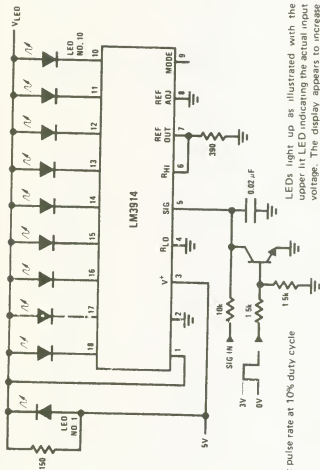 V_LED
150
LED NO. 1
LED NO. 10
18
17
16
15
14
13
12
11
10
LM3914
1
2
3
4
5
6
7
8
9
V+
R_LO
SIG
R_HI
REF OUT
REF ADJ
MODE
390
0.02 μF
10k
SIG IN
1 5k
3V
0V
1 5k
5V
pulse rate at 10% duty cycle
LEDs light up as illustrated with the
upper lit LED indicating the actual input
voltage. The display appears to increase